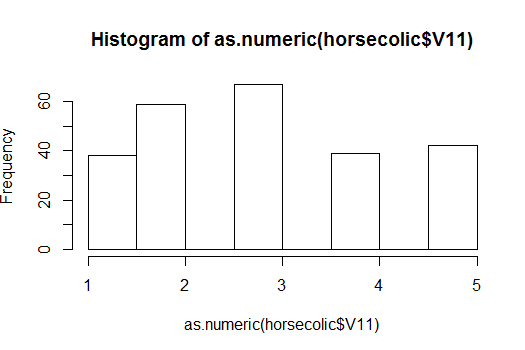 Histogram of as.numeric(horsecolic$V11)
Frequency
60
40
20
0
1 2 3 4 5
as.numeric(horsecolic$V11)